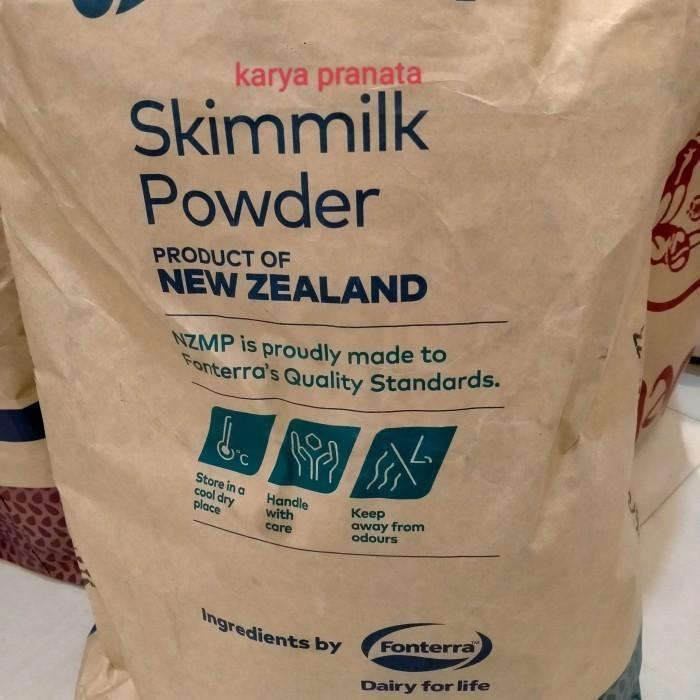 karya pranata
Skimmilk
Powder
PRODUCT OF
NEW ZEALAND
NZMP is proudly made to
Fonterra's Quality Standards.
°C
Store in a
cool dry
place
Handle
with
care
Keep
away from
odours
Ingredients by
Fonterra™
Dairy for life